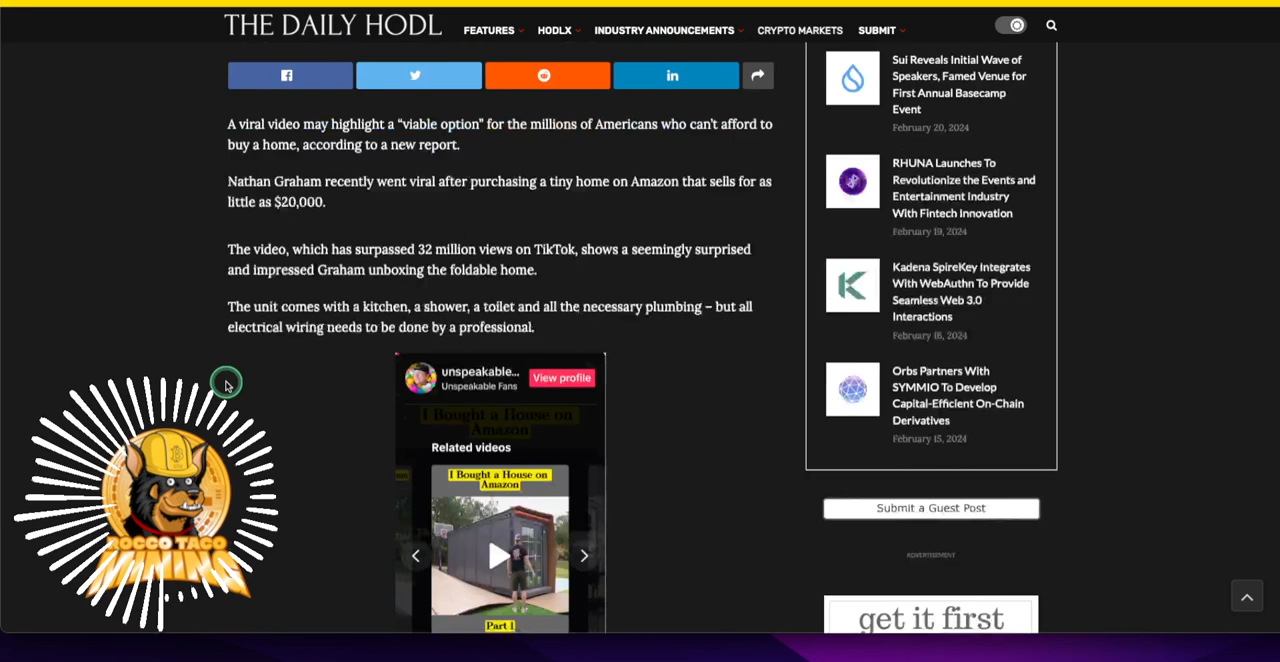 THE DAILY HODL
FEATURES
HODLX
INDUSTRY ANNOUNCEMENTS
CRYPTO MARKETS
SUBMIT
A viral video may highlight a “viable option” for the millions of Americans who can’t afford to
buy a home, according to a new report.
Nathan Graham recently went viral after purchasing a tiny home on Amazon that sells for as
little as $20,000.
The video, which has surpassed 32 million views on TikTok, shows a seemingly surprised
and impressed Graham unboxing the foldable home.
The unit comes with a kitchen, a shower, a toilet and all the necessary plumbing – but all
electrical wiring needs to be done by a professional.
unspeakable...
Unspeakable Fans
View profile
I Bought a House on
Amazon
Related videos
I Bought a House on
Amazon
Part 1
ROCCO TACO
MINING
Sui Reveals Initial Wave of
Speakers, Famed Venue for
First Annual Basecamp
Event
February 20, 2024
RHUNA Launches To
Revolutionize the Events and
Entertainment Industry
With Fintech Innovation
February 19, 2024
Kadena SpireKey Integrates
With WebAuthn To Provide
Seamless Web 3.0
Interactions
February 16, 2024
Orbs Partners With
SYMMIO To Develop
Capital-Efficient On-Chain
Derivatives
February 15, 2024
Submit a Guest Post
ADVERTISEMENT
get it first